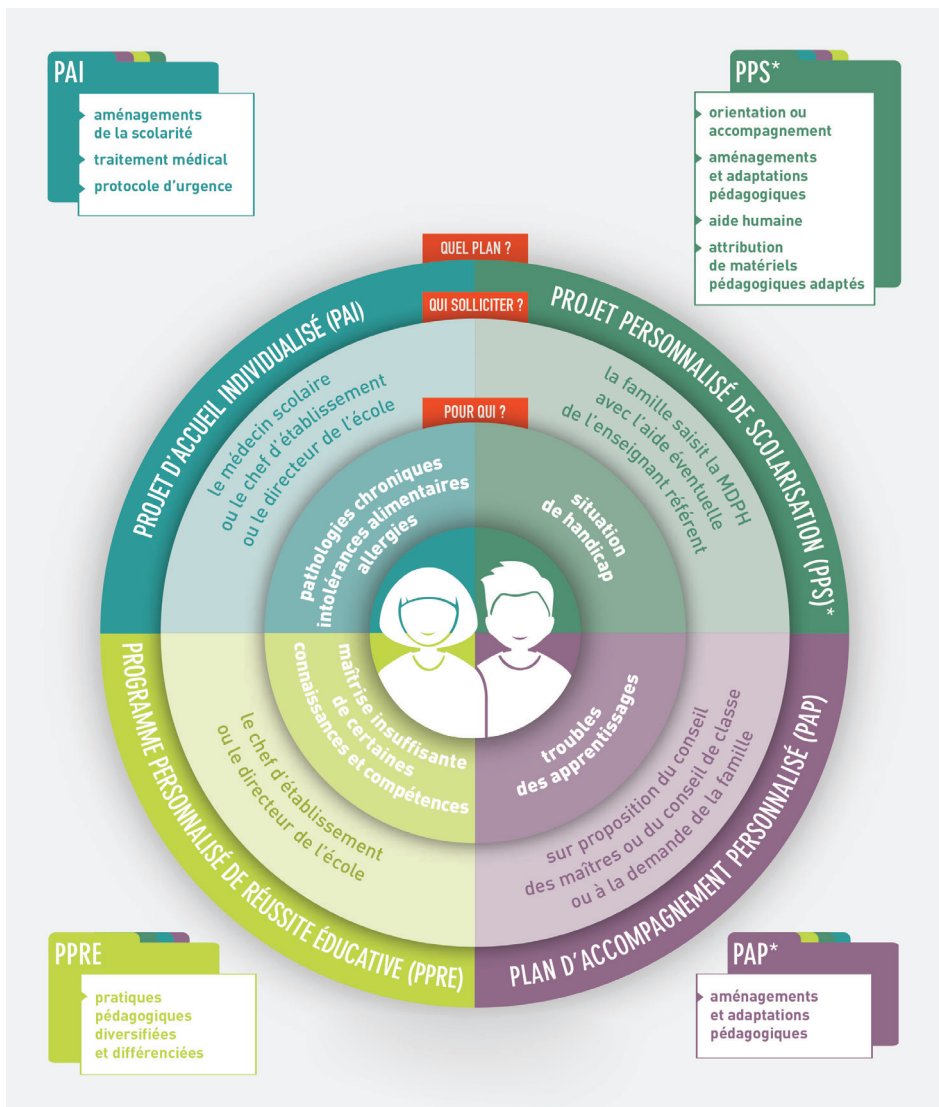 PAI
aménagements
de la scolarité
traitement médical
protocole d'urgence
PPS*
orientation ou
accompagnement
aménagements
et adaptations
pédagogiques
aide humaine
attribution
de matériels
pédagogiques adaptés
QUEL PLAN ?
QUI SOLLICITER ?
POUR QUI ?
PROJET D'ACCUEIL INDIVIDUALISÉ (PAI)
le médecin scolaire
ou le chef d'établissement
ou le directeur de l'école
pathologies chroniques
intolérances alimentaires
allergies
PROJET PERSONNALISÉ DE SCOLARISATION (PPS)*
la famille saisit la MDPH
avec l'aide éventuelle
de l'enseignant référent
situation
de handicap
PROGRAMME PERSONNALISÉ DE RÉUSSITE ÉDUCATIVE (PPRE)
le chef d'établissement
ou le directeur de l'école
maîtrise insuffisante
de certaines
connaissances et compétences
PLAN D'ACCOMPAGNEMENT PERSONNALISÉ (PAP)
sur proposition du conseil
des maîtres ou du conseil de classe
ou à la demande de la famille
troubles
des apprentissages
PPRE
pratiques
pédagogiques
diversifiées
et différenciées
PAP*
aménagements
et adaptations
pédagogiques